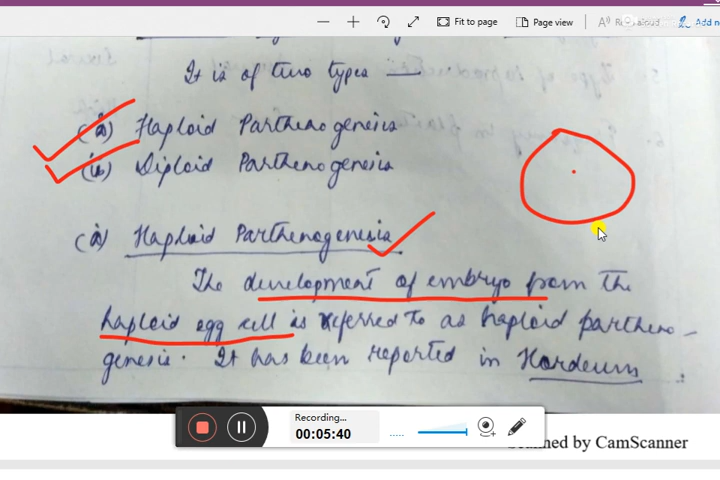 Fit to page
Page view
Add no
It is of two types —
(a) Haploid Parthenogenesis
(b) Diploid Parthenogenesis
(a) Haploid Parthenogenesis
The development of embryo from the
haploid egg cell is referred to as haploid partheno-
genesis. It has been reported in Hordeum.
Recording...
00:05:40
Scanned by CamScanner